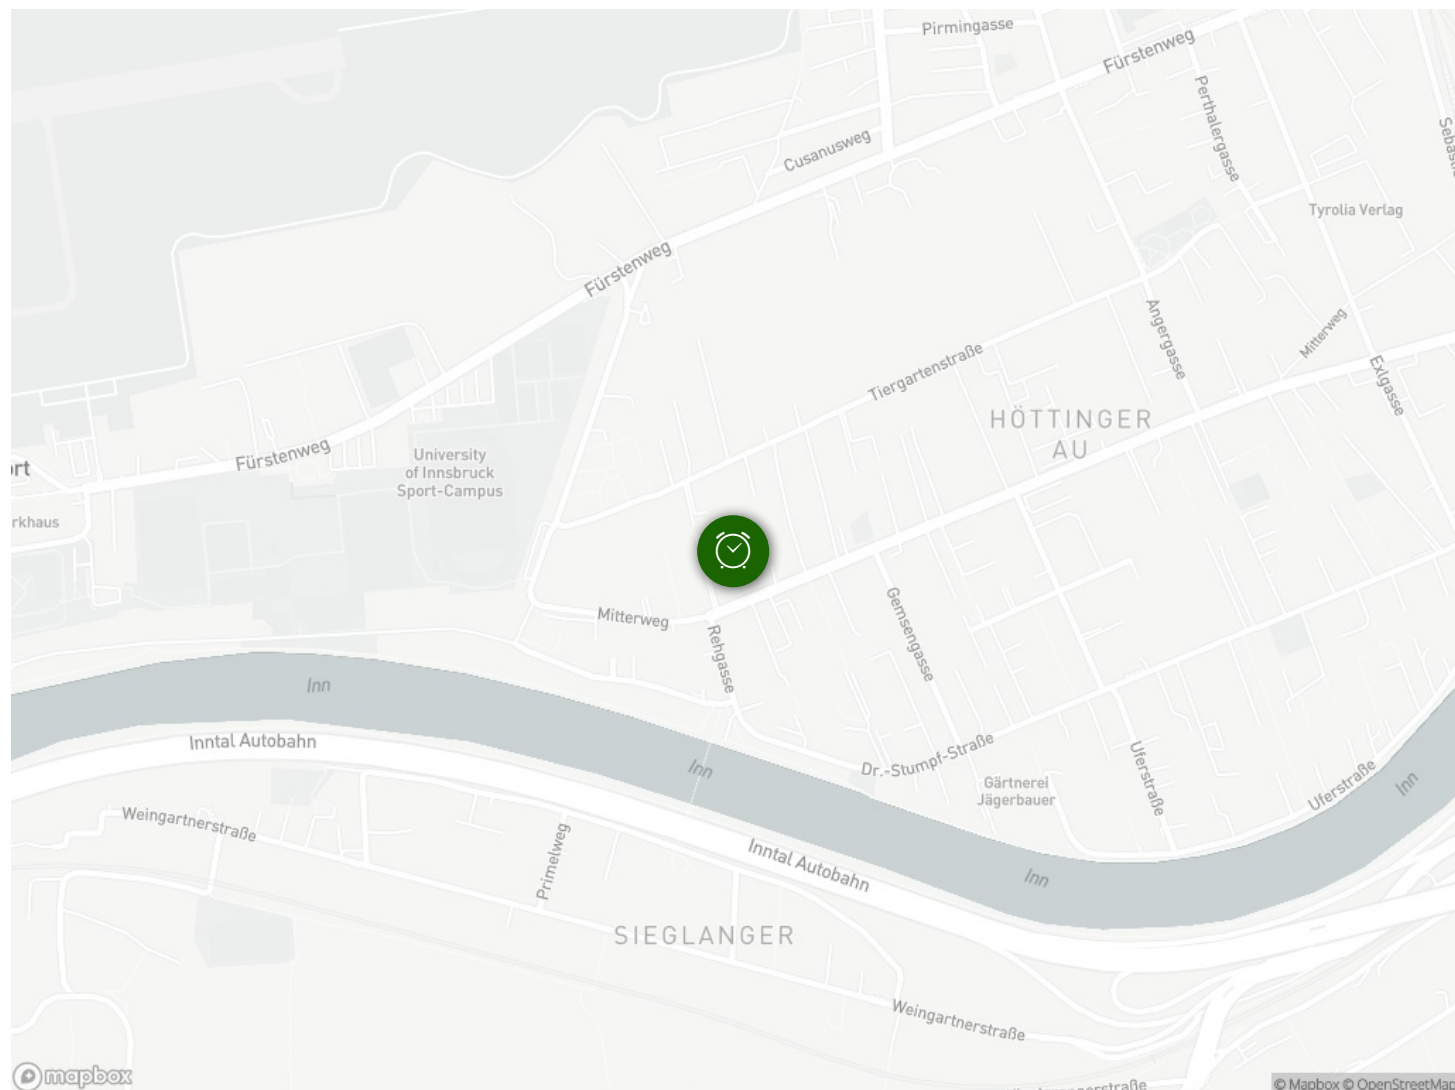 Pirmingasse
Fürstenweg
Perthalergasse
Cusanusweg
Tyrolia Verlag
Fürstenweg
Angergasse
Mitterweg
Tiergartenstraße
Exlgasse
HÖTTINGER
AU
Fürstenweg
University
of Innsbruck
Sport-Campus
ort
rkhaus
Mitterweg
Rehgasse
Gemsengasse
Inn
Inntal Autobahn
Inn
Dr.-Stumpf-Straße
Uferstraße
Gärtnerei
Jägerbauer
Uferstraße
Inn
Weingartnerstraße
Primelweg
Inntal Autobahn
Inn
SIEGLANGER
Weingartnerstraße
mapbox
© Mapbox © OpenStreetMap